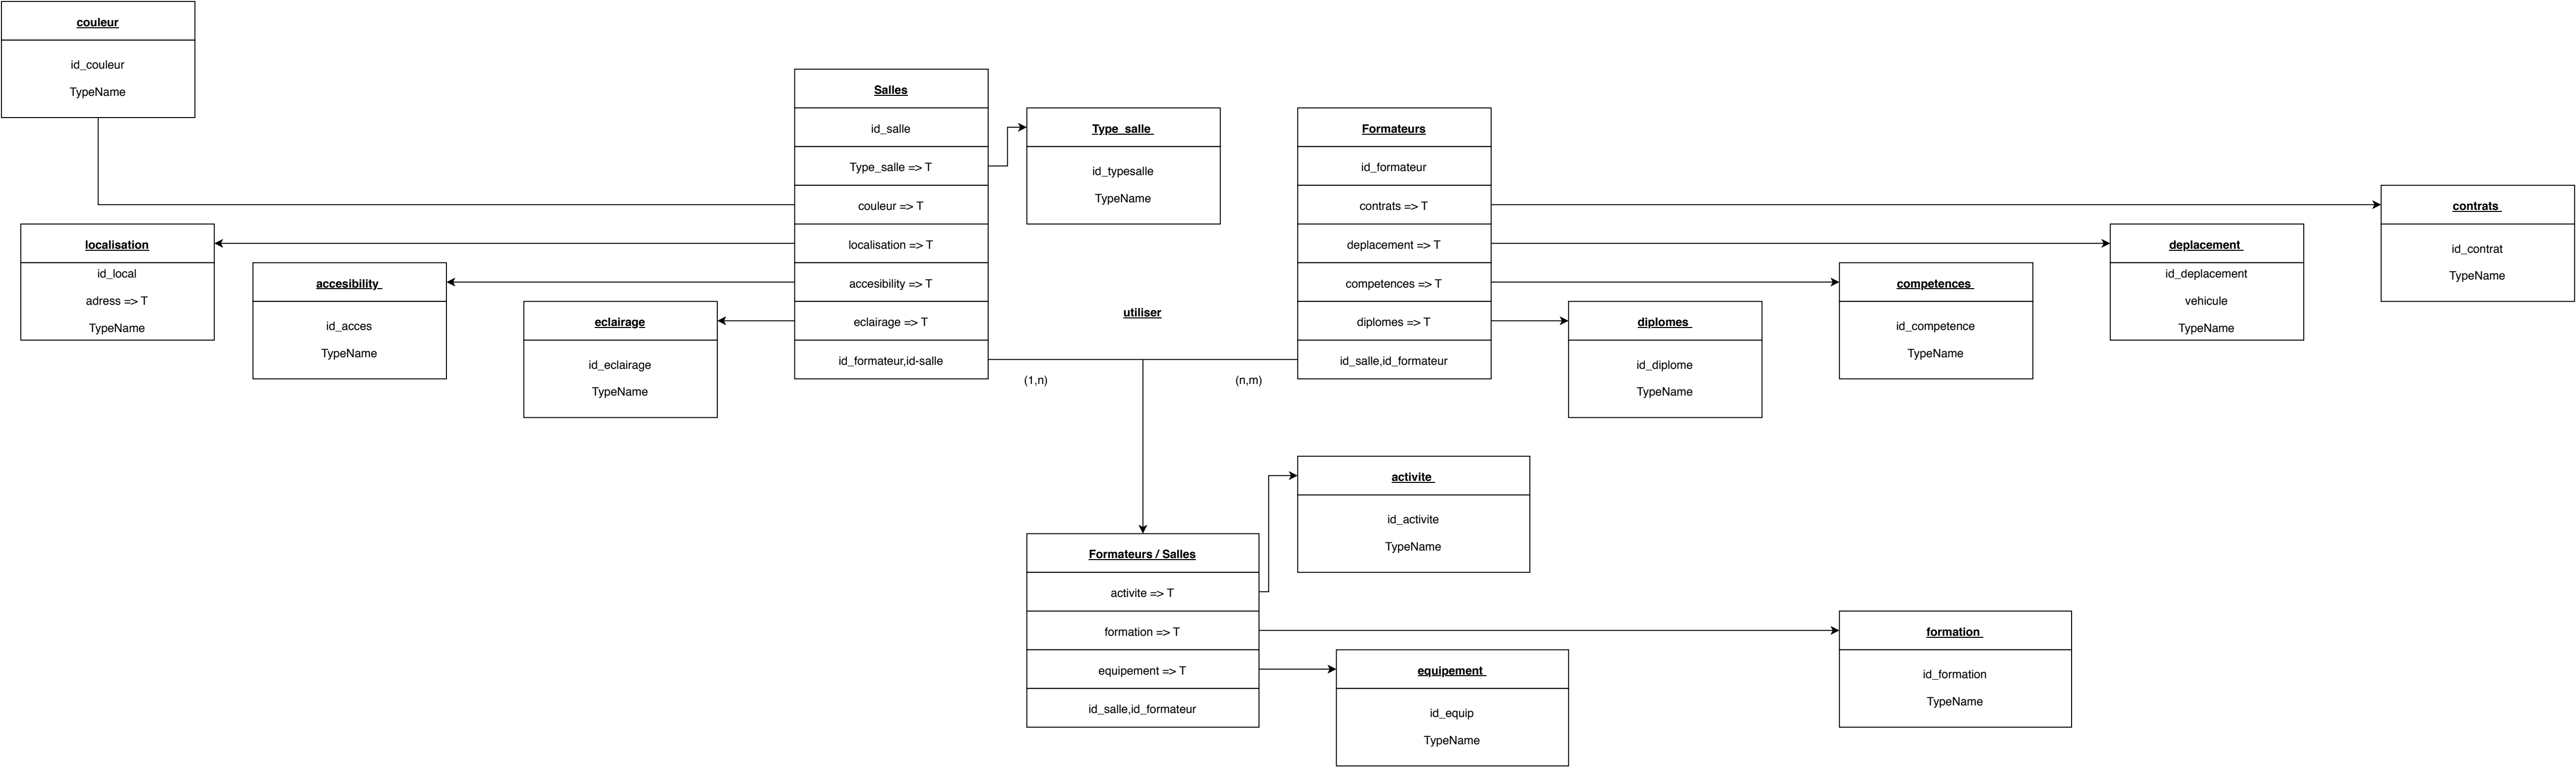 couleur
id_couleur
TypeName
Salles
id_salle
Type_salle => T
couleur => T
localisation => T
accesibility => T
eclairage => T
id_formateur,id-salle
Type_salle
id_typesalle
TypeName
Formateurs
id_formateur
contrats => T
deplacement => T
competences => T
diplomes => T
id_salle,id_formateur
contrats
id_contrat
TypeName
localisation
id_local
adress => T
TypeName
accesibility
id_acces
TypeName
eclairage
id_eclairage
TypeName
utiliser
(1,n)
(n,m)
diplomes
id_diplome
TypeName
competences
id_competence
TypeName
deplacement
id_deplacement
vehicule
TypeName
activite
id_activite
TypeName
Formateurs / Salles
activite => T
formation => T
equipement => T
id_salle,id_formateur
equipement
id_equip
TypeName
formation
id_formation
TypeName